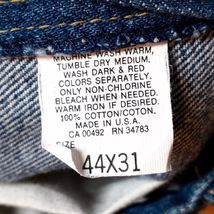 MACHINE WASH WARM,
TUMBLE DRY MEDIUM.
WASH DARK & RED
COLORS SEPARATELY.
ONLY NON-CHLORINE
BLEACH WHEN NEEDED.
WARM IRON IF DESIRED.
100% COTTON/COTON.
MADE IN U.S.A.
CA 00492 RN 34783
SIZE
44X31